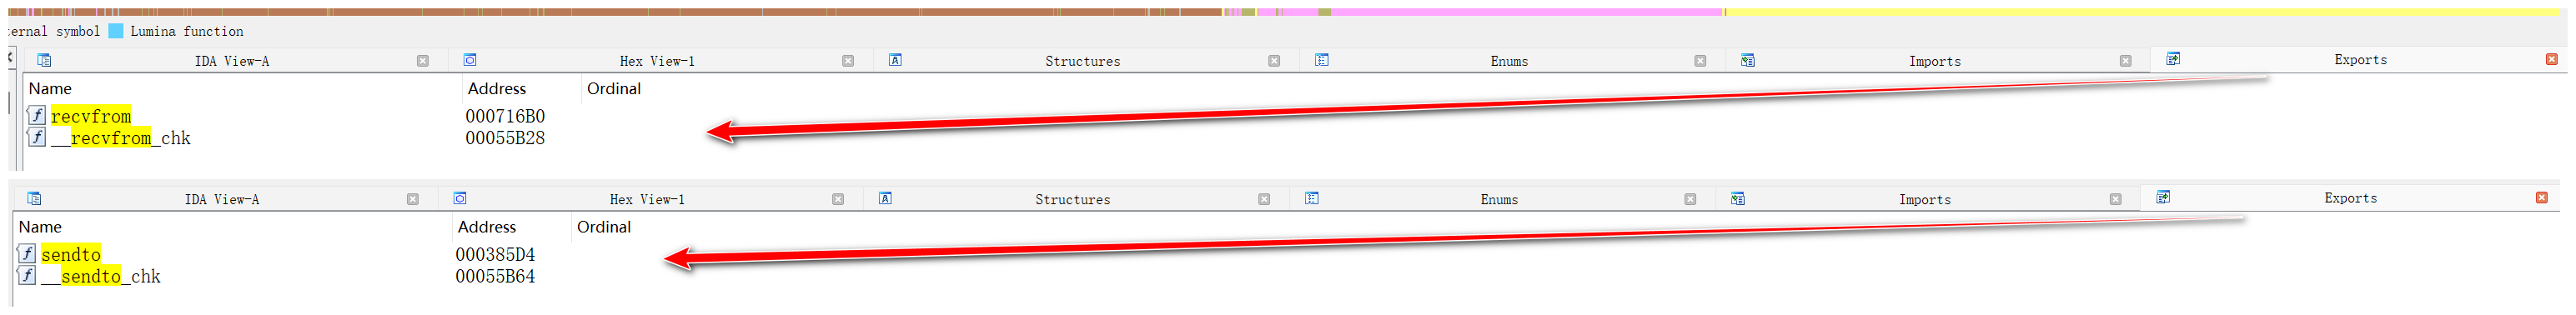 ternal symbol Lumina function
IDA View-A Hex View-1 Structures Enums Imports Exports
Name Address Ordinal
recvfrom 000716B0
__recvfrom_chk 00055B28
IDA View-A Hex View-1 Structures Enums Imports Exports
Name Address Ordinal
sendto 000385D4
__sendto_chk 00055B64